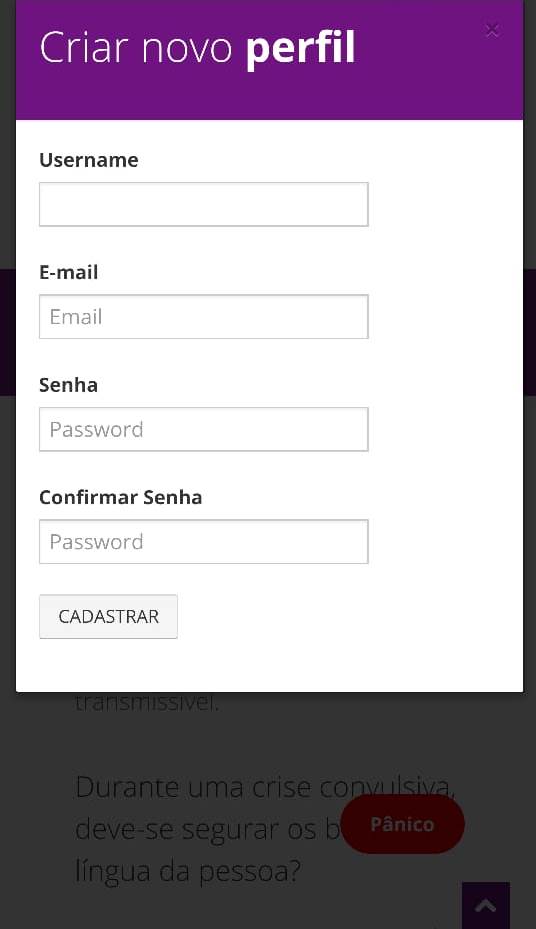 Criar novo perfil
×
Username
E-mail
Email
Senha
Password
Confirmar Senha
Password
CADASTRAR
transmissível.
Durante uma crise convulsiva,
deve-se segurar os b
Pânico
língua da pessoa?